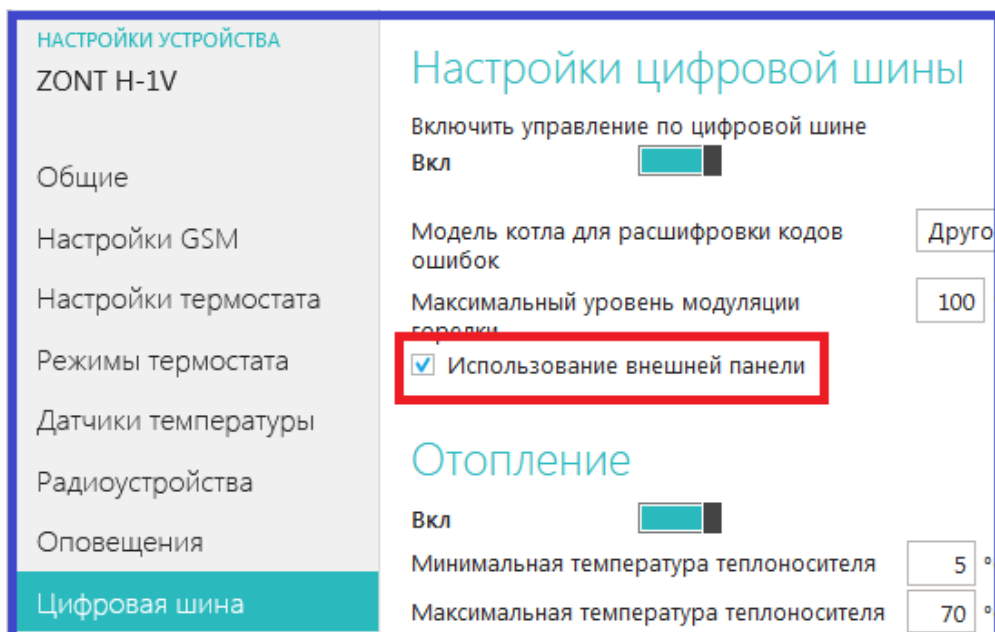 НАСТРОЙКИ УСТРОЙСТВА
ZONT H-1V
Общие
Настройки GSM
Настройки термостата
Режимы термостата
Датчики температуры
Радиоустройства
Оповещения
Цифровая шина
Настройки цифровой шины
Включить управление по цифровой шине
Вкл
Модель котла для расшифровки кодов Друго
ошибок
Максимальный уровень модуляции 100
горелки
Использование внешней панели
Отопление
Вкл
Минимальная температура теплоносителя 5 °
Максимальная температура теплоносителя 70 °